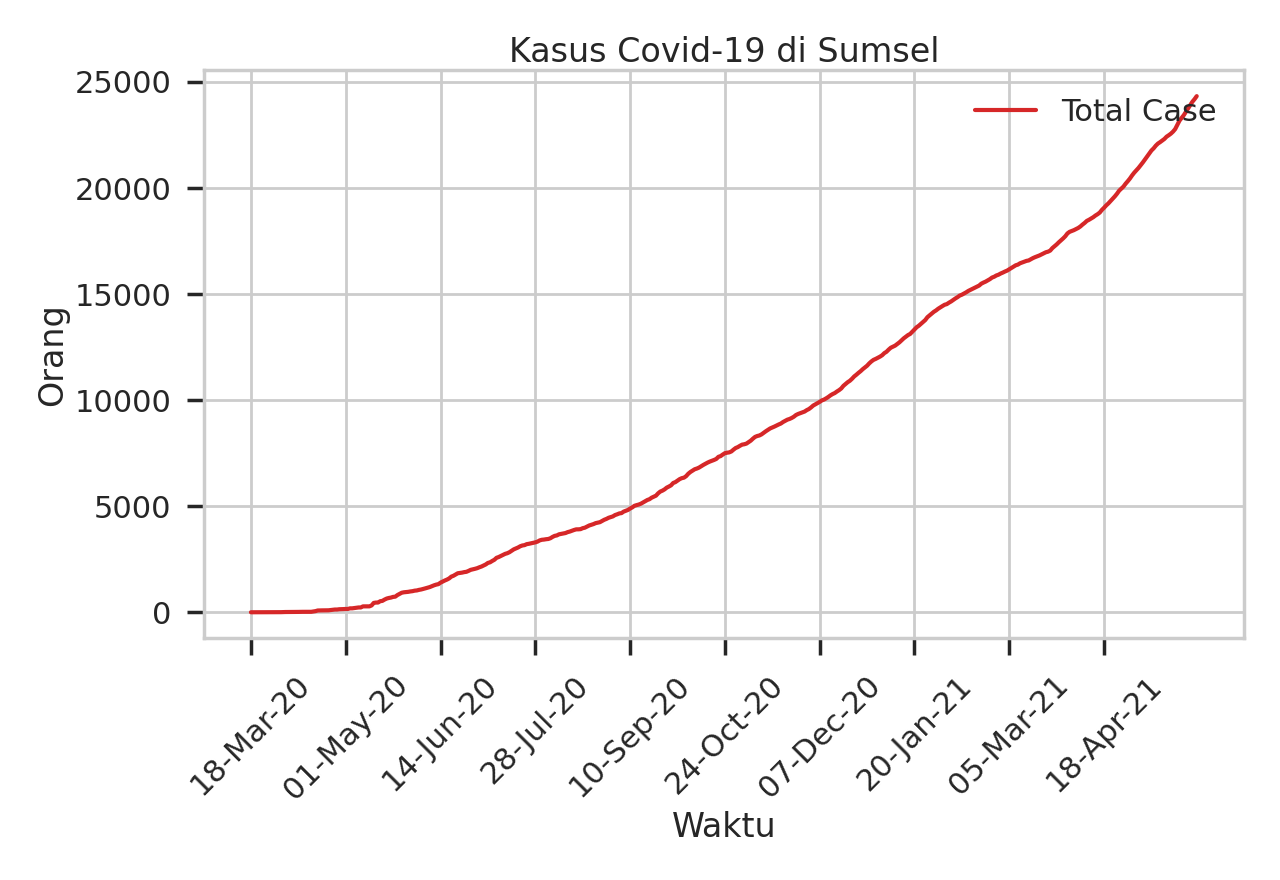 Kasus Covid-19 di Sumsel
Total Case
25000
20000
15000
10000
5000
0
Orang
18-Mar-20
01-May-20
14-Jun-20
28-Jul-20
10-Sep-20
24-Oct-20
07-Dec-20
20-Jan-21
05-Mar-21
18-Apr-21
Waktu